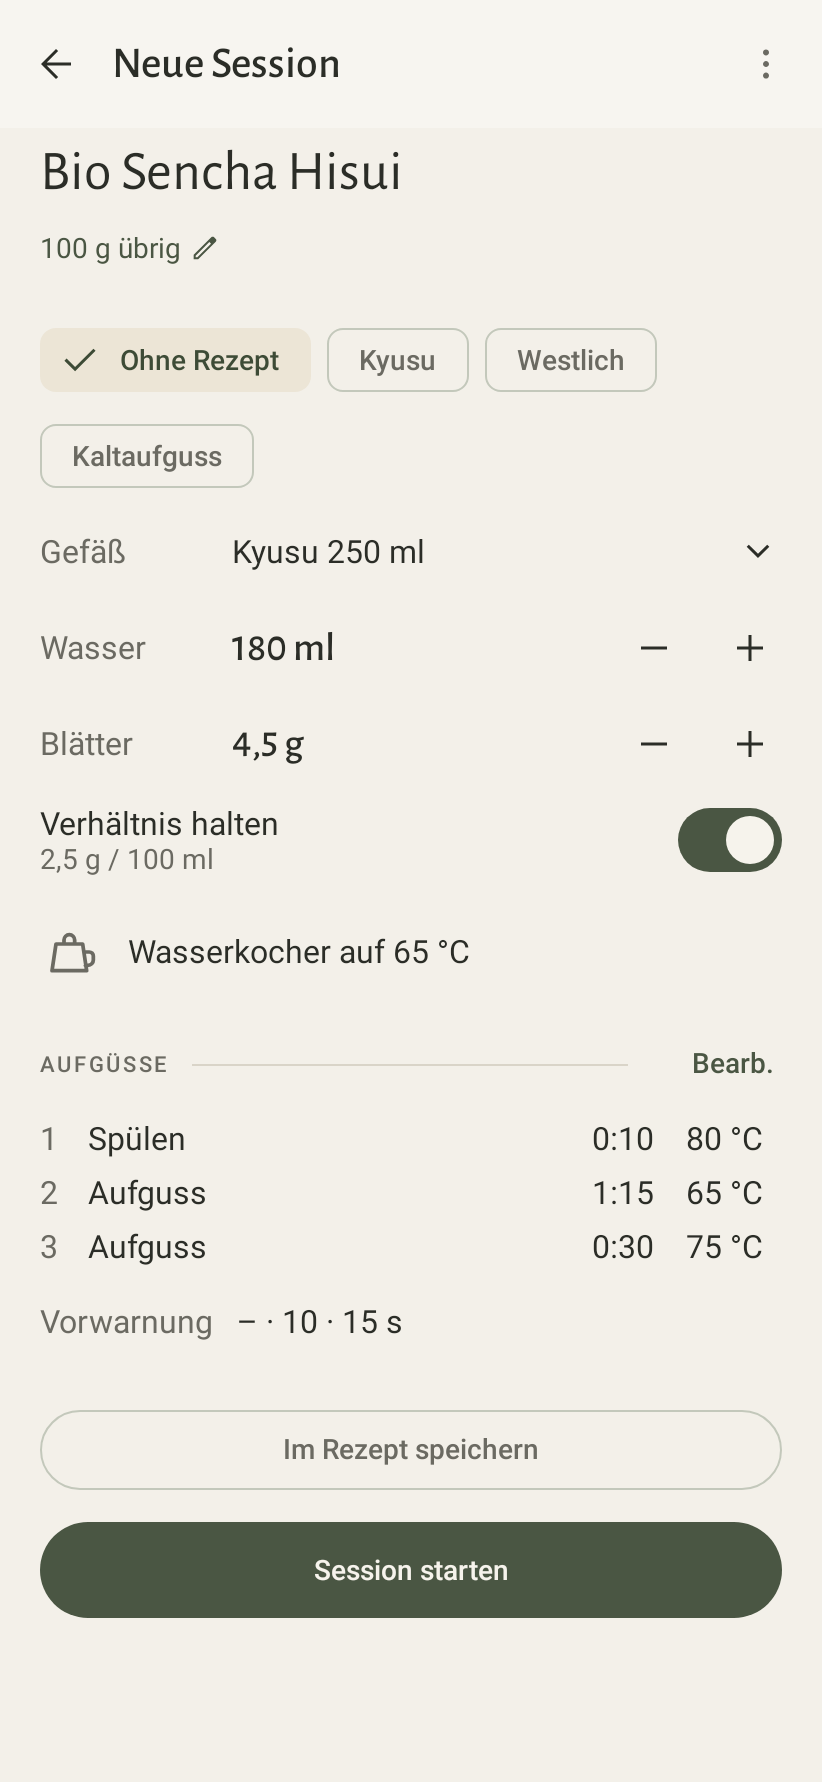 Neue Session
Bio Sencha Hisui
100 g übrig
Ohne Rezept Kyusu Westlich
Kaltaufguss
Gefäß Kyusu 250 ml
Wasser 180 ml
Blätter 4,5 g
Verhältnis halten
2,5 g / 100 ml
Wasserkocher auf 65 °C
AUFGÜSSE Bearb.
1 Spülen 0:10 80 °C
2 Aufguss 1:15 65 °C
3 Aufguss 0:30 75 °C
Vorwarnung – · 10 · 15 s
Im Rezept speichern
Session starten